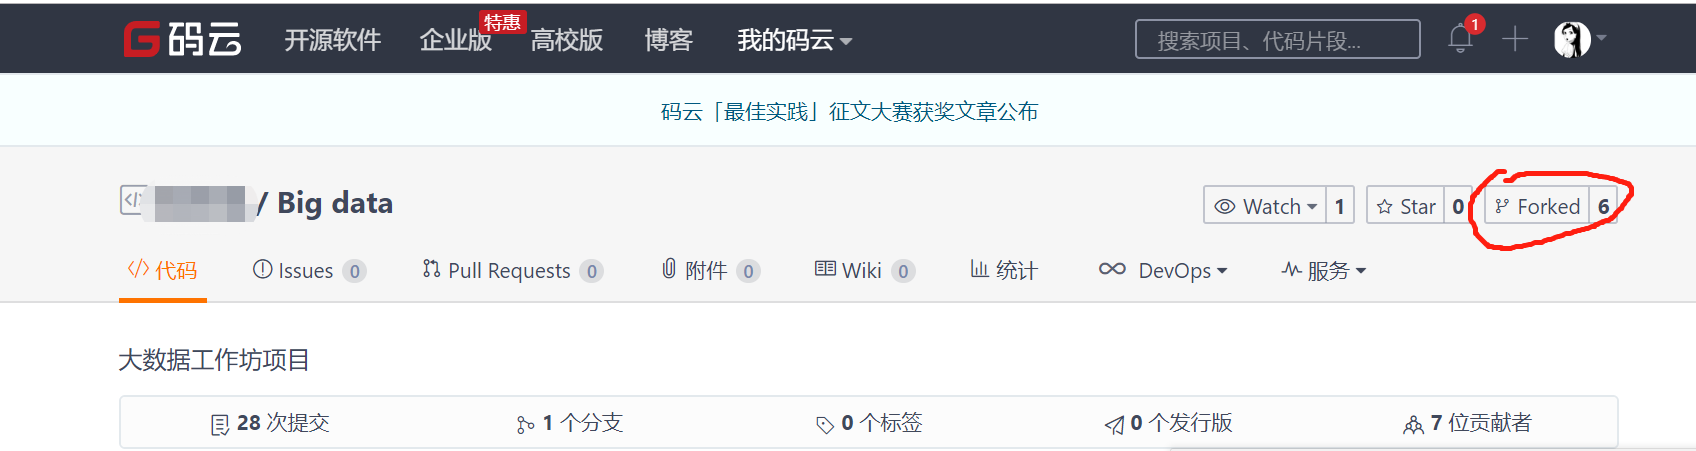 码云 开源软件 企业版 特惠 高校版 博客 我的码云 搜索项目、代码片段... 1
码云「最佳实践」征文大赛获奖文章公布
/ Big data Watch 1 Star 0 Forked 6
代码 Issues 0 Pull Requests 0 附件 0 Wiki 0 统计 DevOps 服务
大数据工作坊项目
28 次提交 1 个分支 0 个标签 0 个发行版 7 位贡献者